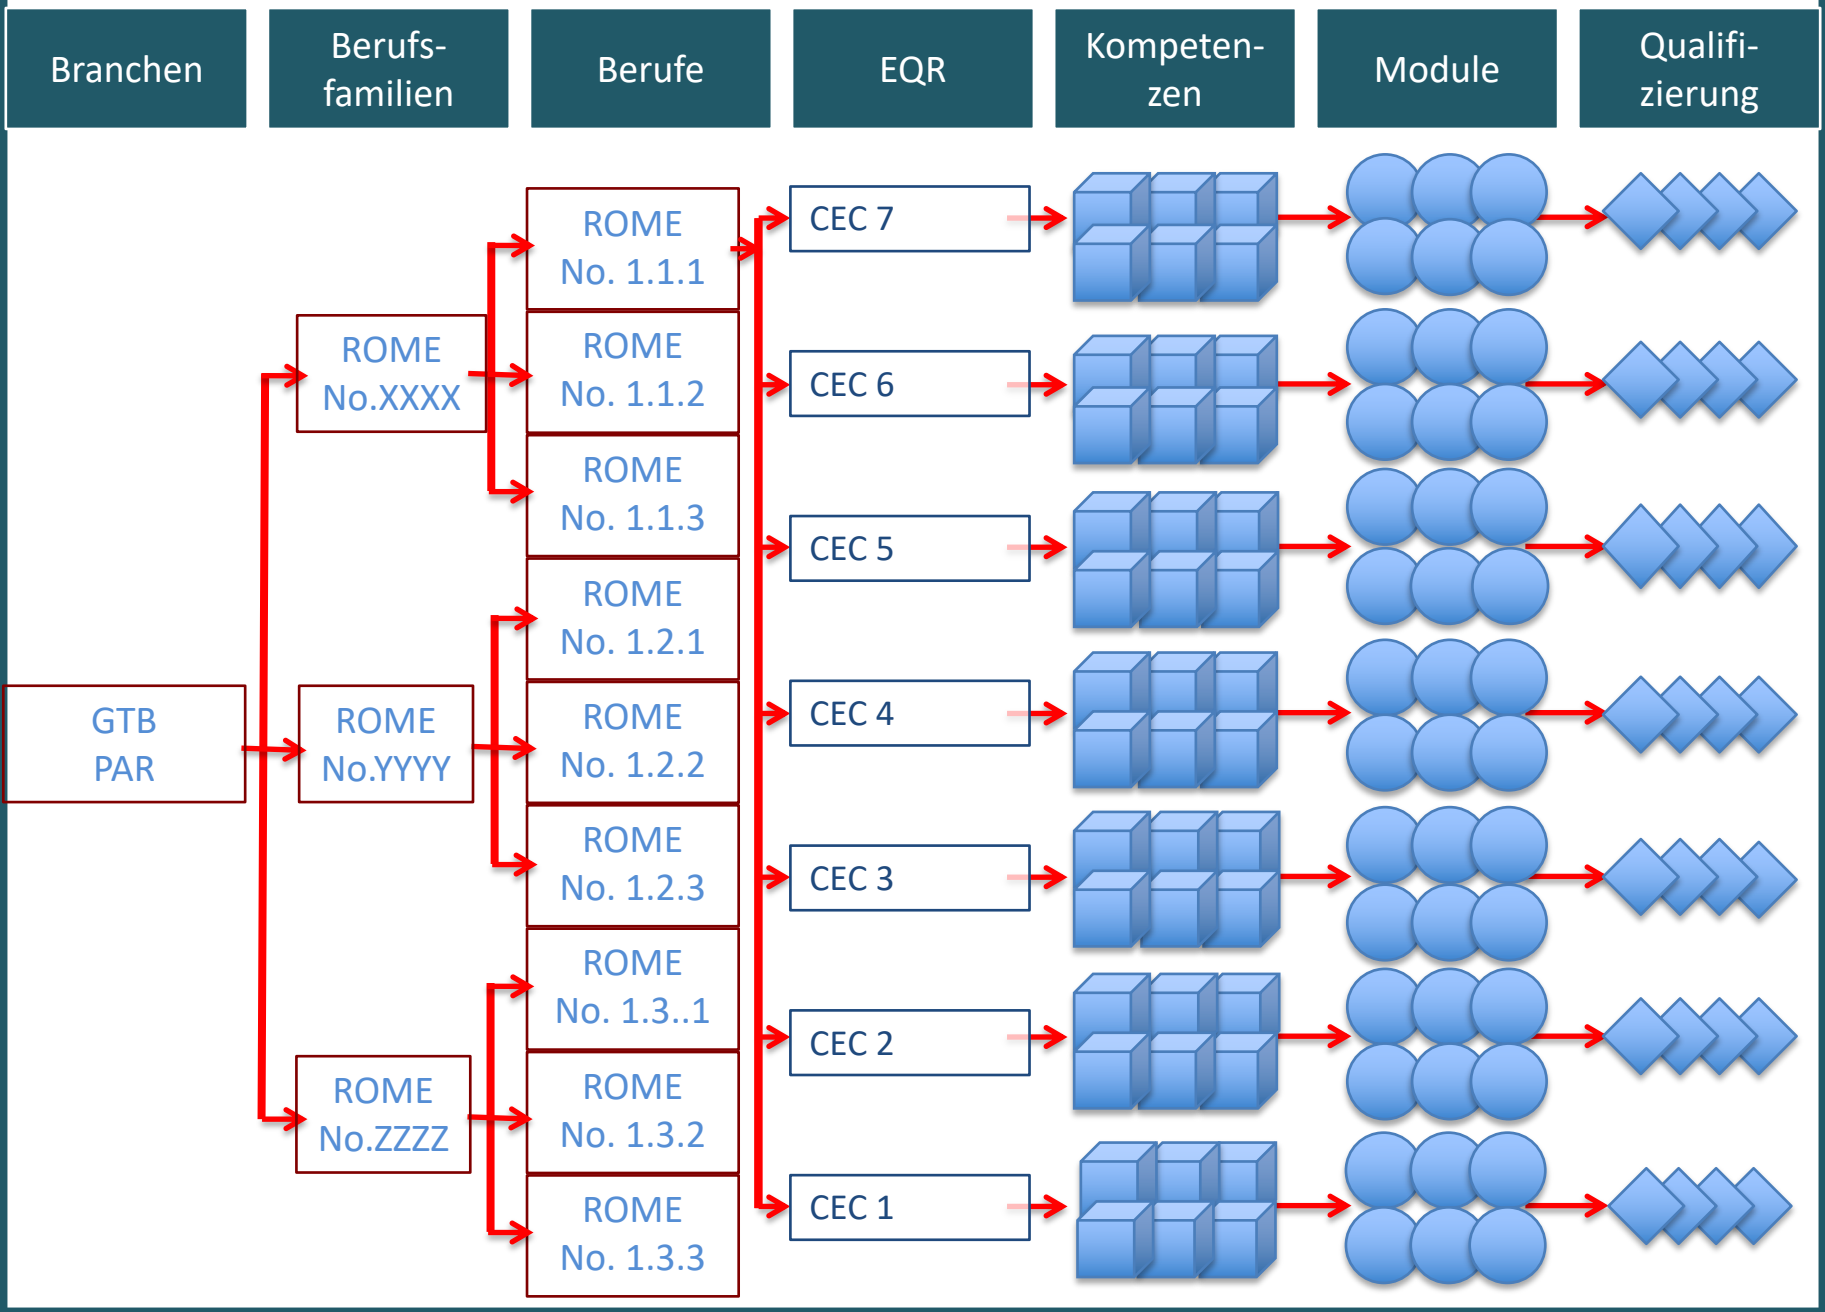 Branchen
Berufs-
familien
Berufe
EQR
Kompeten-
zen
Module
Qualifi-
zierung
GTB
PAR
ROME
No.XXXX
ROME
No.YYYY
ROME
No.ZZZZ
ROME
No. 1.1.1
ROME
No. 1.1.2
ROME
No. 1.1.3
ROME
No. 1.2.1
ROME
No. 1.2.2
ROME
No. 1.2.3
ROME
No. 1.3..1
ROME
No. 1.3.2
ROME
No. 1.3.3
CEC 7
CEC 6
CEC 5
CEC 4
CEC 3
CEC 2
CEC 1